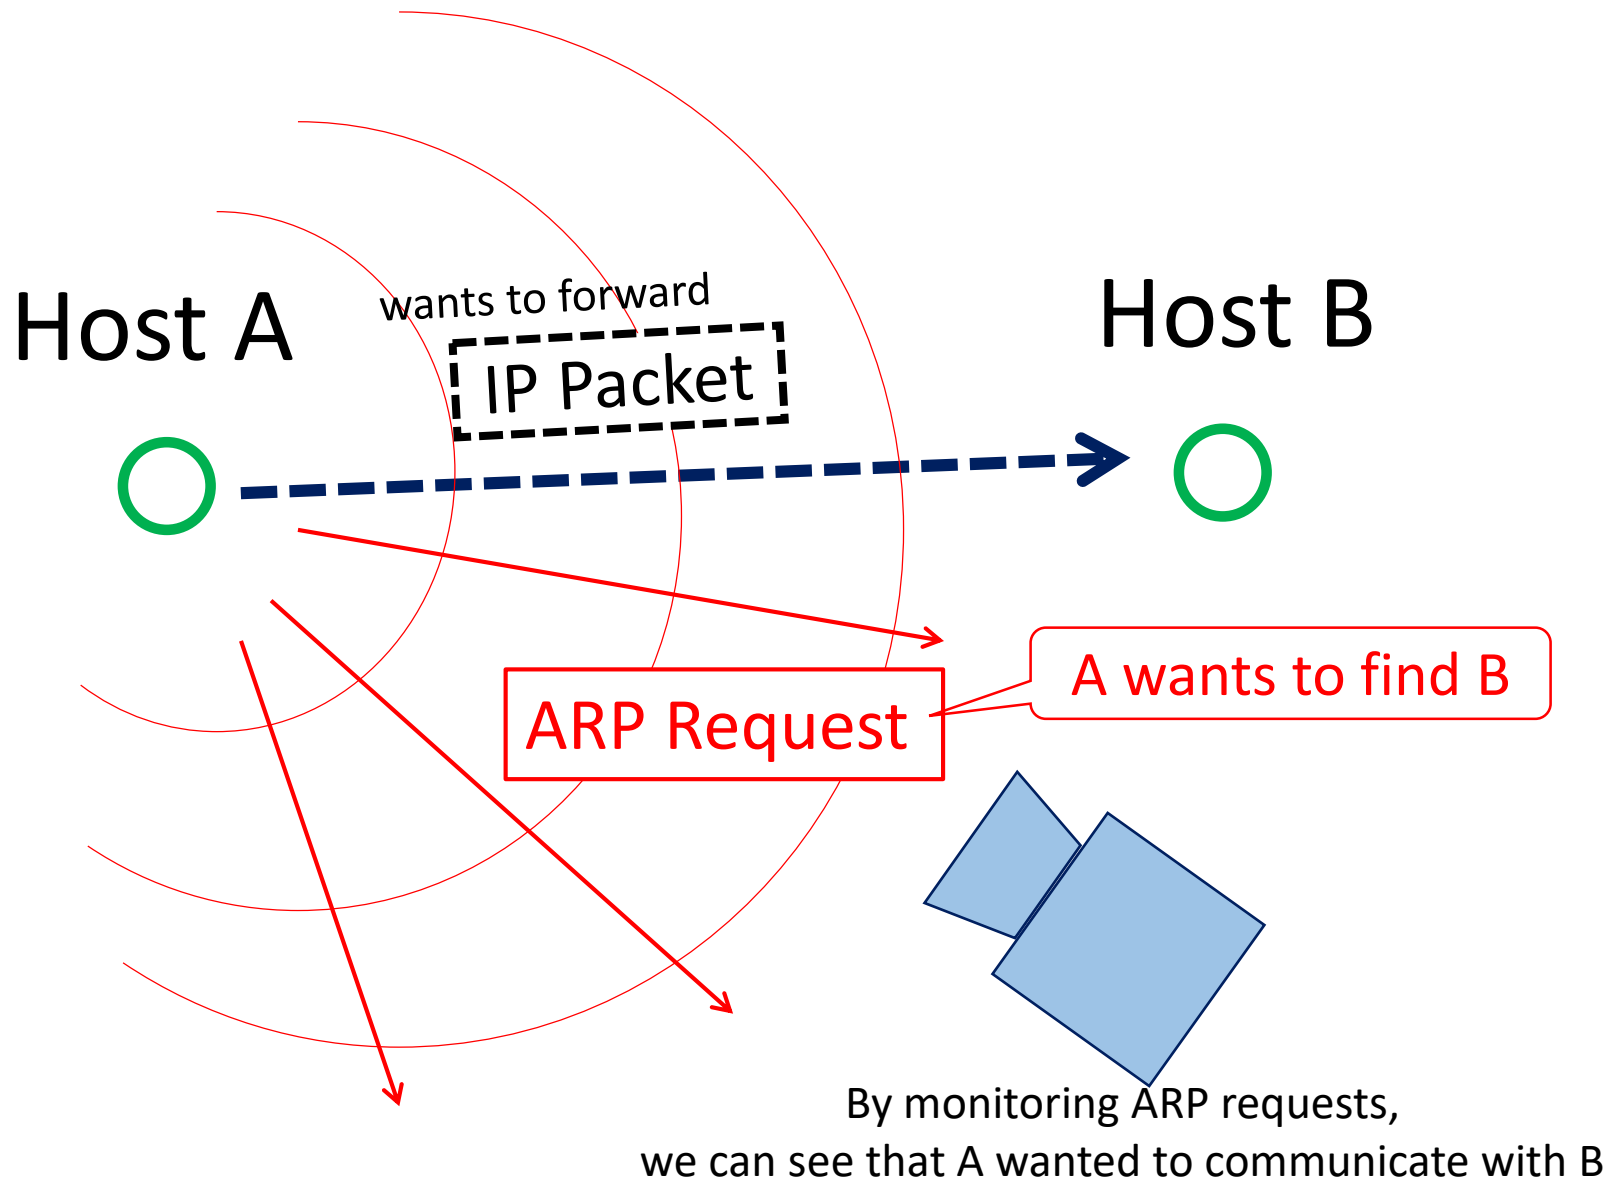 Host A
wants to forward
IP Packet
Host B
ARP Request
A wants to find B
By monitoring ARP requests,
we can see that A wanted to communicate with B